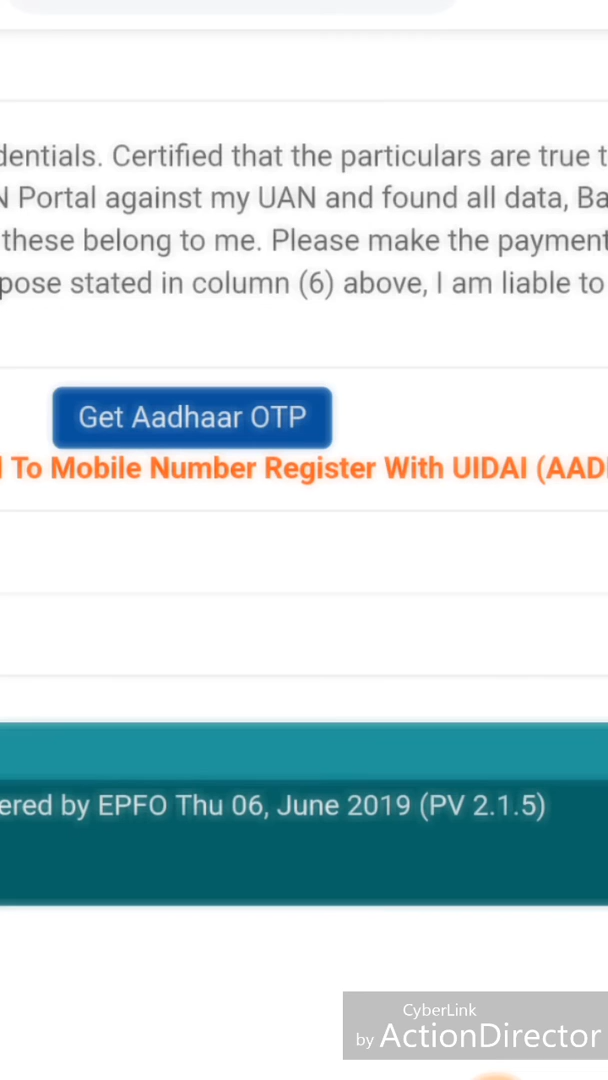 dentials. Certified that the particulars are true t
N Portal against my UAN and found all data, Ba
these belong to me. Please make the payment
pose stated in column (6) above, I am liable to
Get Aadhaar OTP
To Mobile Number Register With UIDAI (AAD
ered by EPFO Thu 06, June 2019 (PV 2.1.5)
CyberLink
by ActionDirector